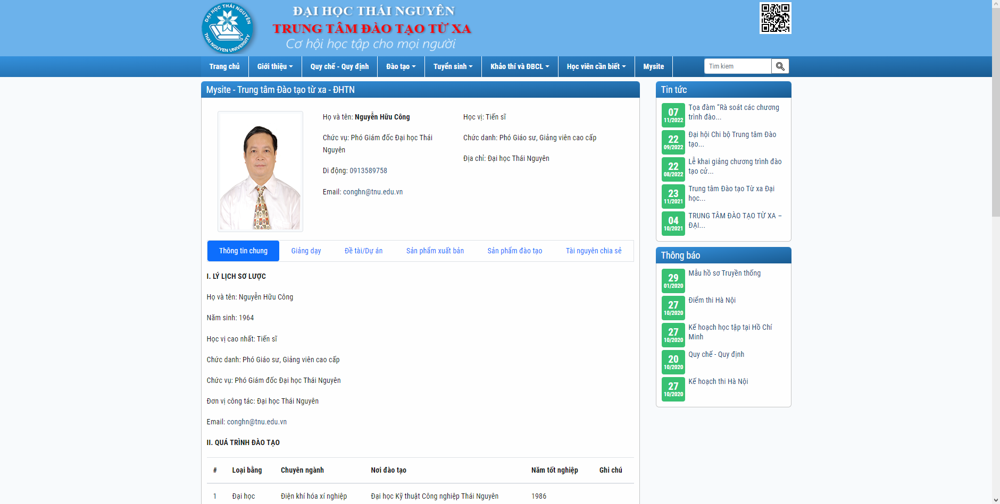 ĐẠI HỌC THÁI NGUYÊN
THAI NGUYEN UNIVERSITY
ĐẠI HỌC THÁI NGUYÊN
TRUNG TÂM ĐÀO TẠO TỪ XA
Cơ hội học tập cho mọi người
Trang chủ
Giới thiệu
Quy chế - Quy định
Đào tạo
Tuyển sinh
Khảo thí và ĐBCL
Học viên cần biết
Mysite
Tìm kiếm
Mysite - Trung tâm Đào tạo từ xa - ĐHTN
Họ và tên: Nguyễn Hữu Công
Chức vụ: Phó Giám đốc Đại học Thái
Nguyên
Di động: 0913589758
Email: conghn@tnu.edu.vn
Học vị: Tiến sĩ
Chức danh: Phó Giáo sư, Giảng viên cao cấp
Địa chỉ: Đại học Thái Nguyên
Thông tin chung
Giảng dạy
Đề tài/Dự án
Sản phẩm xuất bản
Sản phẩm đào tạo
Tài nguyên chia sẻ
I. LÝ LỊCH SƠ LƯỢC
Họ và tên: Nguyễn Hữu Công
Năm sinh: 1964
Học vị cao nhất: Tiến sĩ
Chức danh: Phó Giáo sư, Giảng viên cao cấp
Chức vụ: Phó Giám đốc Đại học Thái Nguyên
Đơn vị công tác: Đại học Thái Nguyên
Email: conghn@tnu.edu.vn
II. QUÁ TRÌNH ĐÀO TẠO
# Loại bằng Chuyên ngành Nơi đào tạo Năm tốt nghiệp Ghi chú
1 Đại học Điện khí hóa xí nghiệp Đại học Kỹ thuật Công nghiệp Thái Nguyên 1986
Tin tức
07
11/2022
Tọa đàm “Rà soát các chương
trình đào...
22
09/2022
Đại hội Chi bộ Trung tâm Đào
tạo...
22
08/2022
Lễ khai giảng chương trình đào
tạo cử...
23
11/2021
Trung tâm Đào tạo Từ xa Đại
học...
04
10/2021
TRUNG TÂM ĐÀO TẠO TỪ XA –
ĐẠI...
Thông báo
29
01/2020
Mẫu hồ sơ Truyền thống
27
10/2020
Điểm thi Hà Nội
27
10/2020
Kế hoạch học tập tại Hồ Chí
Minh
20
10/2020
Quy chế - Quy định
27
10/2020
Kế hoạch thi Hà Nội